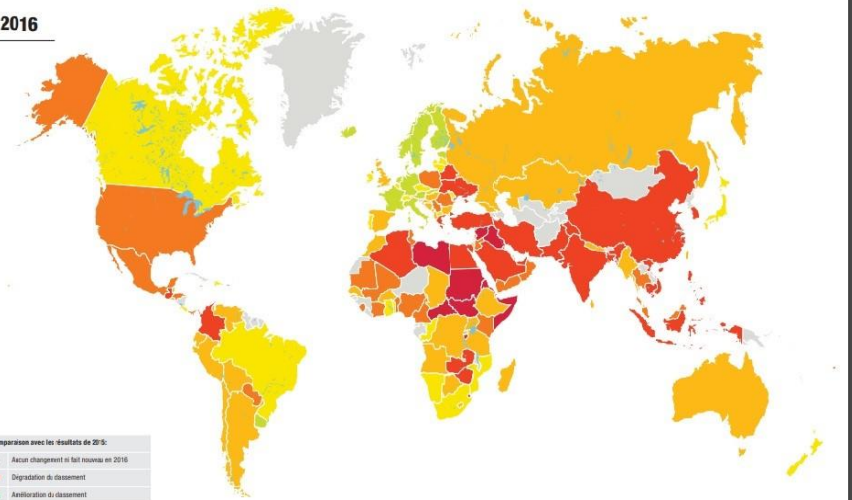 2016
mparaison avec les résultats de 2015:
Aucun changement ni fait nouveau en 2016
Dégradation du classement
Amélioration du classement